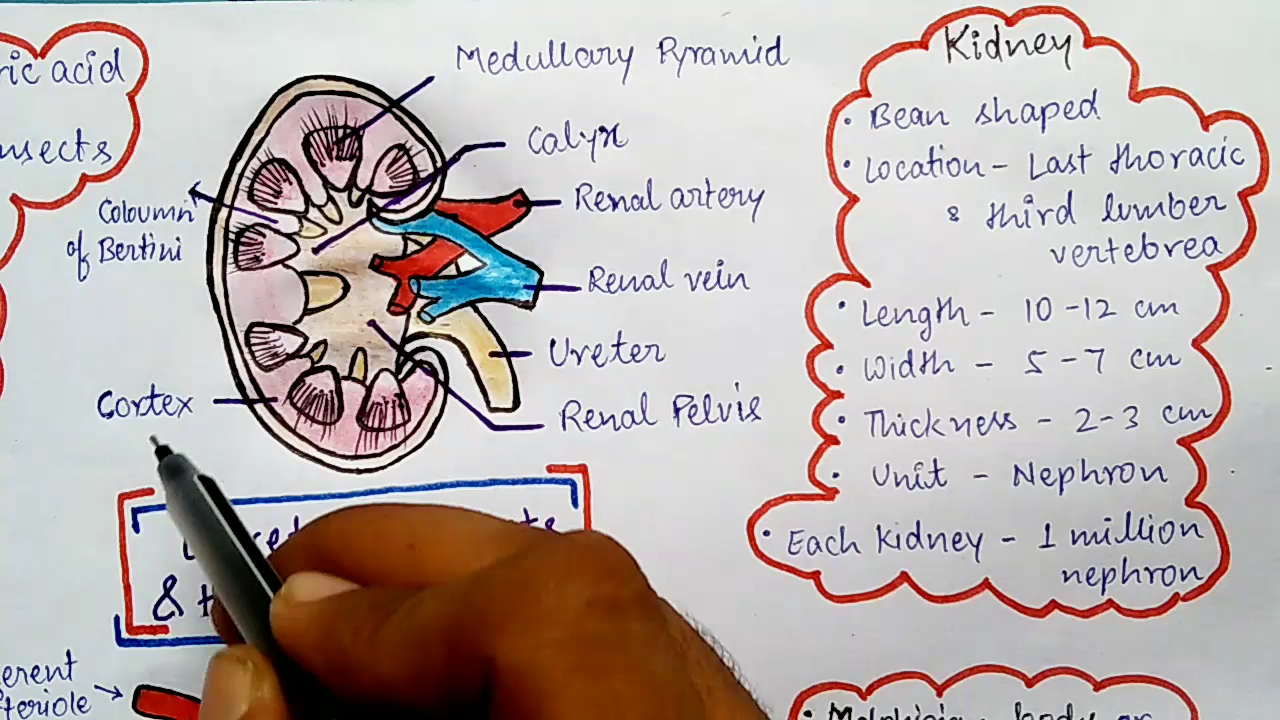 ric acid
nsects
Medullary Pyramid
Calyx
Renal artery
Coloumn
of Bertini
Renal vein
Ureter
Cortex
Renal Pelvis
Kidney
• Bean shaped
• Location - Last thoracic
& third lumber
vertebrea
• Length - 10-12 cm
• Width - 5-7 cm
• Thickness - 2-3 cm
• Unit - Nephron
• Each Kidney - 1 million
nephron
&
erent
teriole